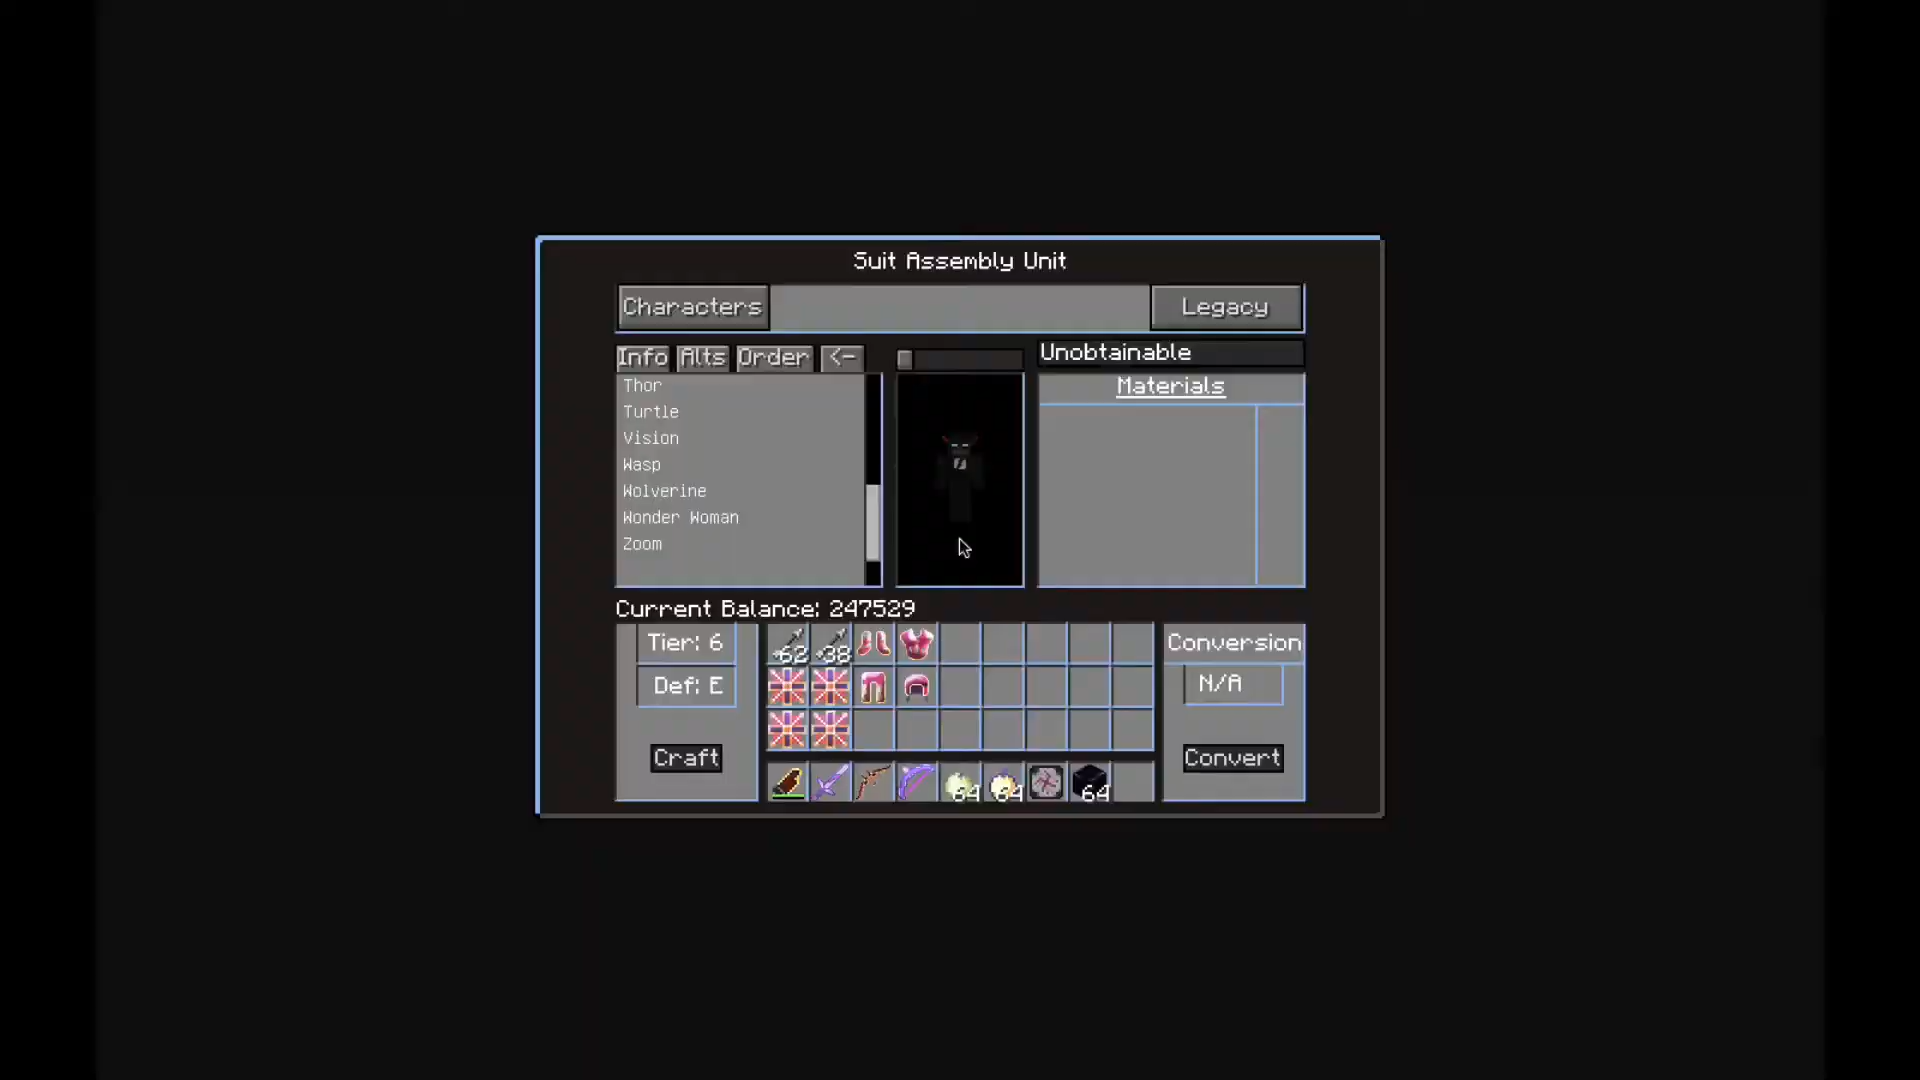 Suit Assembly Unit
Characters
Legacy
Info
Alts
Order
<-
Unobtainable
Materials
Thor
Turtle
Vision
Wasp
Wolverine
Wonder Woman
Zoom
Current Balance: 247529
Tier: 6
Def: E
Craft
62
38
64
64
64
Conversion
N/A
Convert